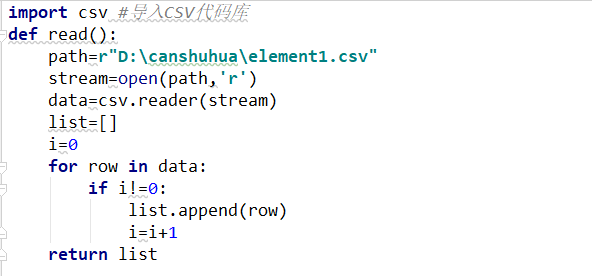 import csv #导入CSV代码库
def read():
    path=r"D:\canshuhua\element1.csv"
    stream=open(path,'r')
    data=csv.reader(stream)
    list=[]
    i=0
    for row in data:
        if i!=0:
            list.append(row)
            i=i+1
    return list